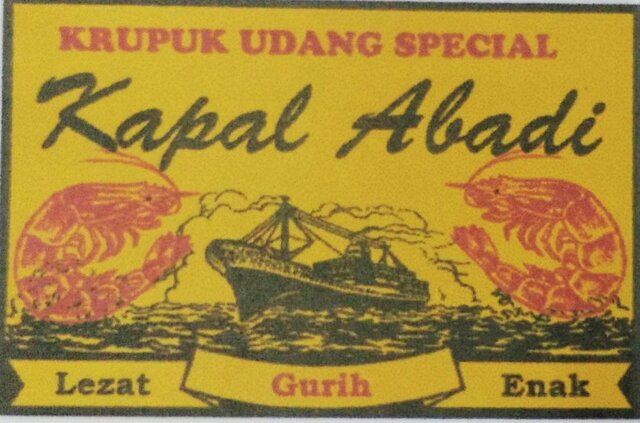 KRUPUK UDANG SPECIAL
Kapal Abadi
Lezat Gurih Enak